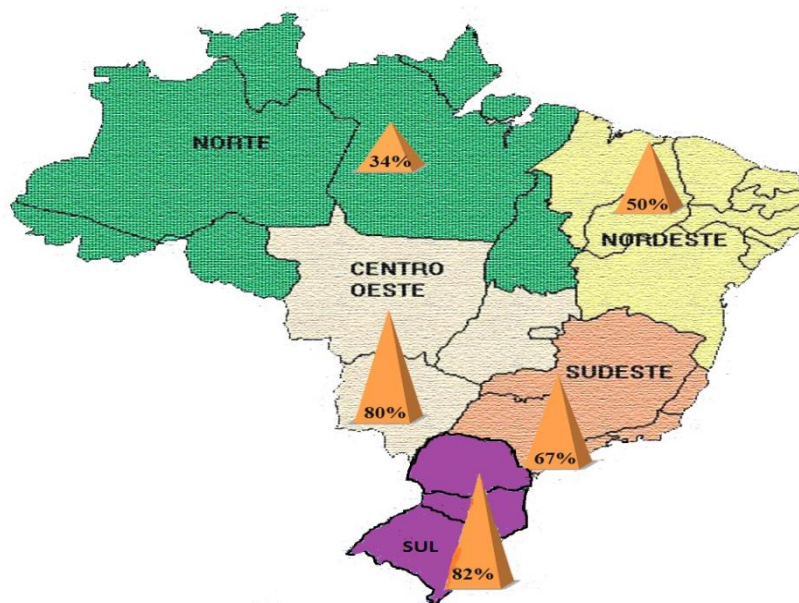 NORTE
34%
50%
NORDESTE
CENTRO
OESTE
SUDESTE
80%
67%
SUL
82%